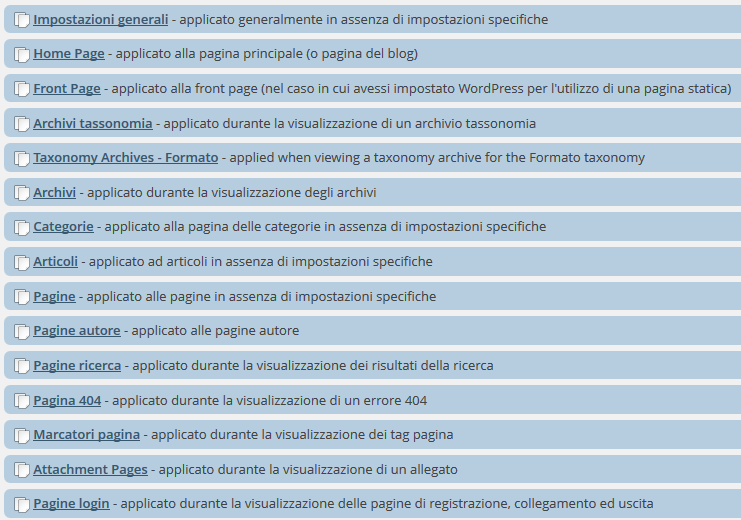 Impostazioni generali - applicato generalmente in assenza di impostazioni specifiche
Home Page - applicato alla pagina principale (o pagina del blog)
Front Page - applicato alla front page (nel caso in cui avessi impostato WordPress per l'utilizzo di una pagina statica)
Archivi tassonomia - applicato durante la visualizzazione di un archivio tassonomia
Taxonomy Archives - Formato - applied when viewing a taxonomy archive for the Formato taxonomy
Archivi - applicato durante la visualizzazione degli archivi
Categorie - applicato alla pagina delle categorie in assenza di impostazioni specifiche
Articoli - applicato ad articoli in assenza di impostazioni specifiche
Pagine - applicato alle pagine in assenza di impostazioni specifiche
Pagine autore - applicato alle pagine autore
Pagine ricerca - applicato durante la visualizzazione dei risultati della ricerca
Pagina 404 - applicato durante la visualizzazione di un errore 404
Marcatori pagina - applicato durante la visualizzazione dei tag pagina
Attachment Pages - applicato durante la visualizzazione di un allegato
Pagine login - applicato durante la visualizzazione delle pagine di registrazione, collegamento ed uscita